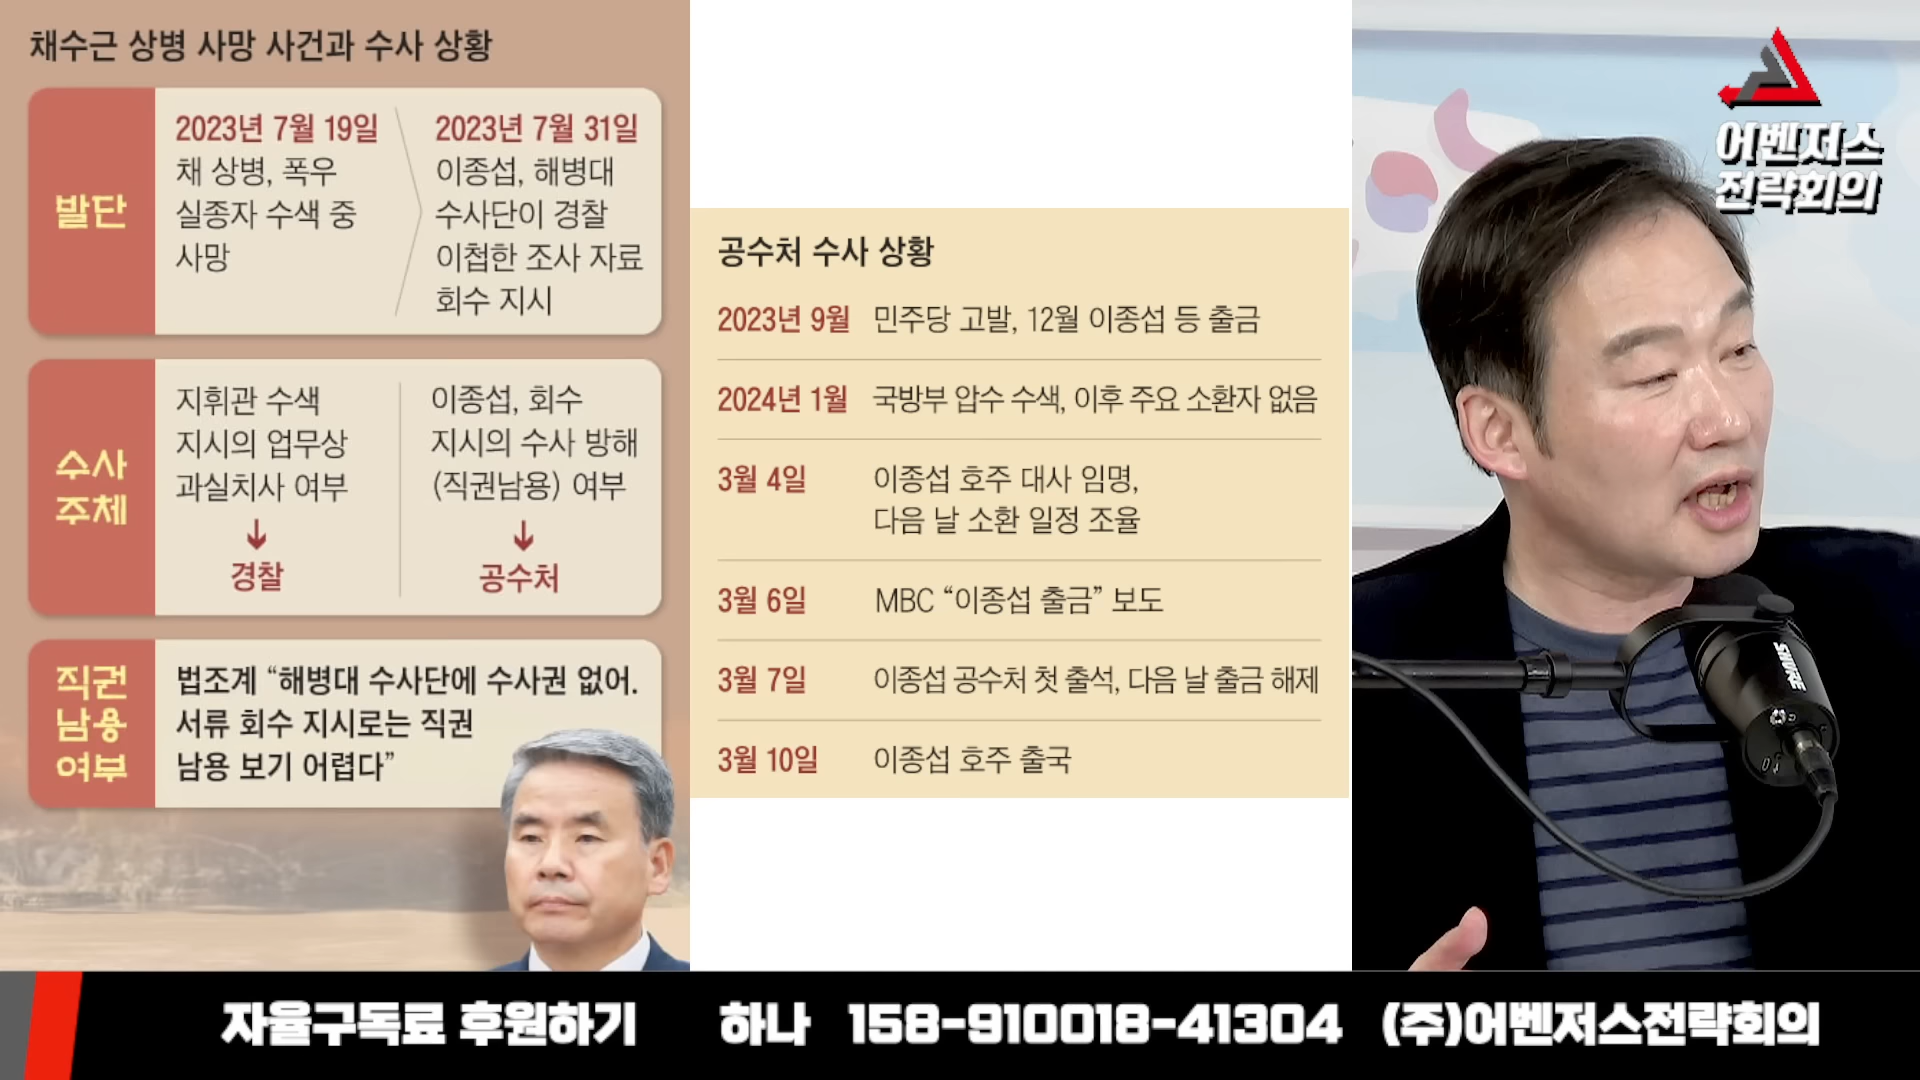 채수근 상병 사망 사건과 수사 상황
발단
2023년 7월 19일
채 상병, 폭우
실종자 수색 중
사망
2023년 7월 31일
이종섭, 해병대
수사단이 경찰
이첩한 조사 자료
회수 지시
수사
주체
지휘관 수색
지시의 업무상
과실치사 여부
경찰
이종섭, 회수
지시의 수사 방해
(직권남용) 여부
공수처
직권
남용
여부
법조계 “해병대 수사단에 수사권 없어.
서류 회수 지시로는 직권
남용 보기 어렵다”
공수처 수사 상황
2023년 9월 민주당 고발, 12월 이종섭 등 출금
2024년 1월 국방부 압수 수색, 이후 주요 소환자 없음
3월 4일 이종섭 호주 대사 임명,
다음 날 소환 일정 조율
3월 6일 MBC “이종섭 출금” 보도
3월 7일 이종섭 공수처 첫 출석, 다음 날 출금 해제
3월 10일 이종섭 호주 출국
어벤저스
전략회의
SHURE
자율구독료 후원하기 하나 158-910018-41304 (주)어벤저스전략회의